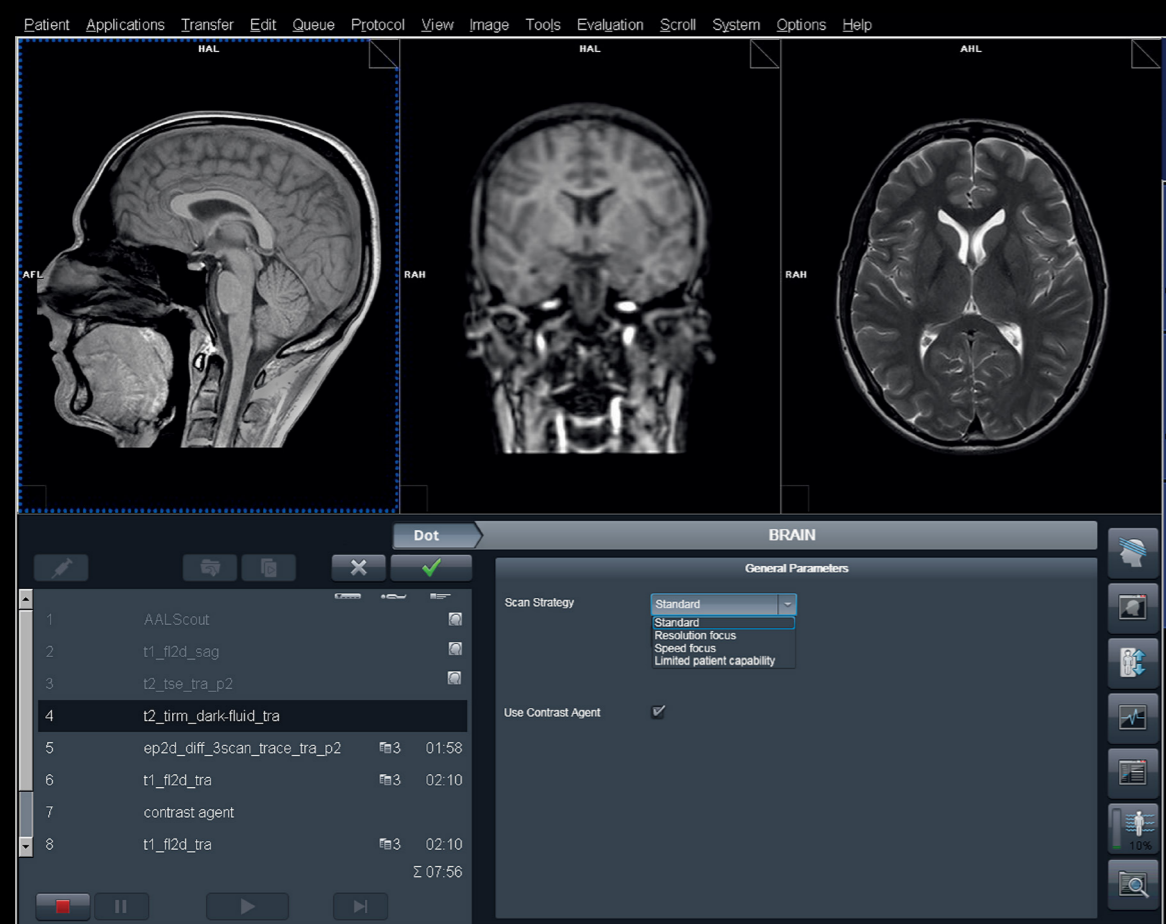 Patient Applications Transfer Edit Queue Protocol View Image Tools Evaluation Scroll System Options Help
HAL HAL AHL
AFL RAH RAH
Dot BRAIN
General Parameters
Scan Strategy Standard
1 AALScout
Standard
Resolution focus
2 t1_fl2d_sag
Speed focus
Limited patient capability
3 t2_tse_tra_p2
4 t2_tirm_dark-fluid_tra
Use Contrast Agent
5 ep2d_diff_3scan_trace_tra_p2 3 01:58
6 t1_fl2d_tra 3 02:10
7 contrast agent
8 t1_fl2d_tra 3 02:10
10%
Σ 07:56